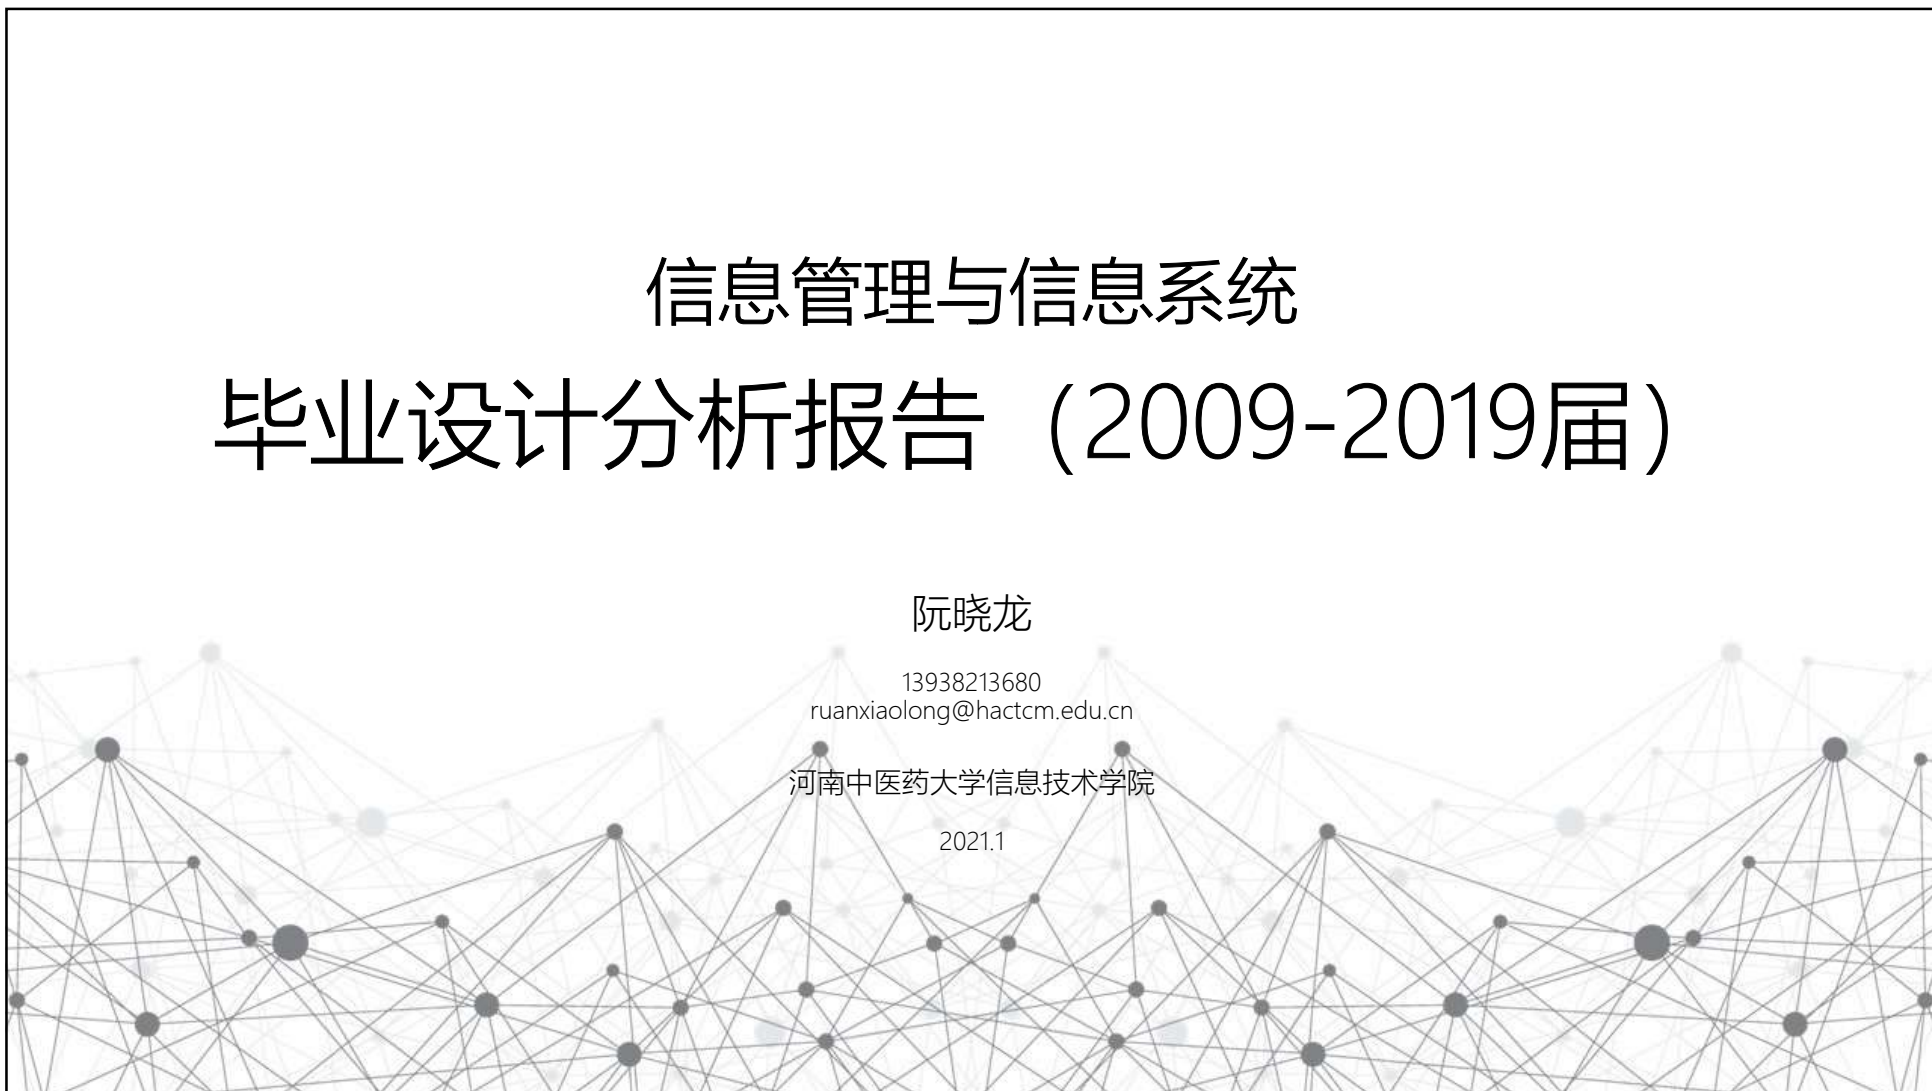 信息管理与信息系统
毕业设计分析报告（2009-2019届）
阮晓龙
13938213680
ruanxiaolong@hactcm.edu.cn
河南中医药大学信息技术学院
2021.1